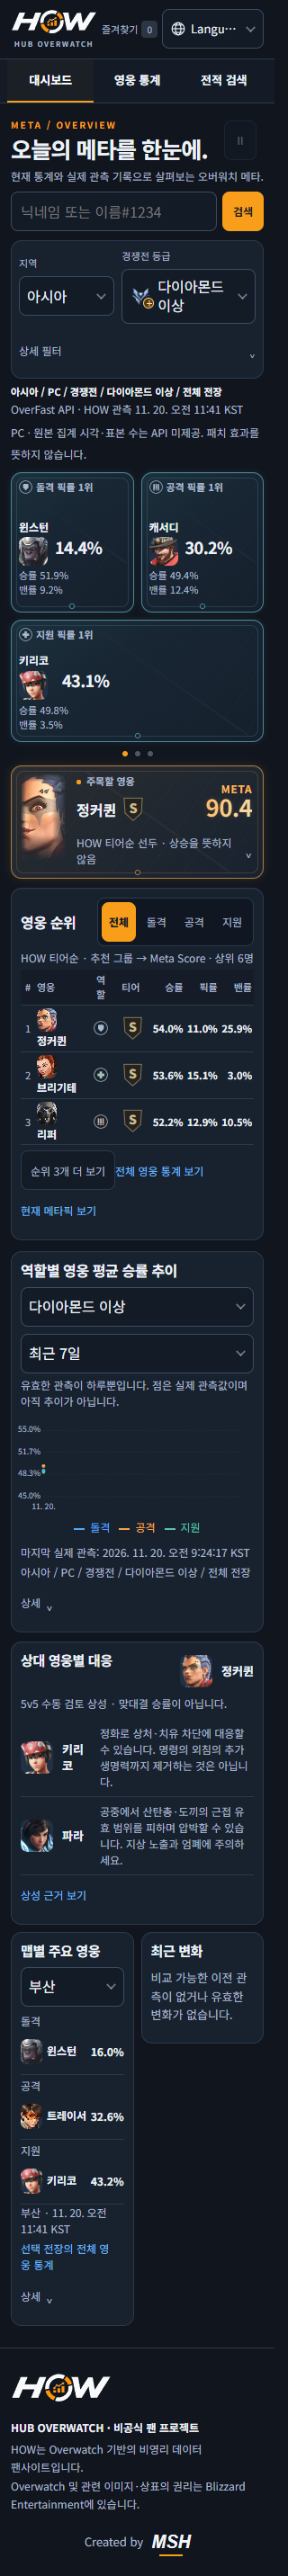 HOW
HUB OVERWATCH
즐겨찾기 0
Langu···
대시보드
영웅 통계
전적 검색
META / OVERVIEW
오늘의 메타를 한눈에.
현재 통계와 실제 관측 기록으로 살펴보는 오버워치 메타.
닉네임 또는 이름#1234
검색
지역
아시아
경쟁전 등급
다이아몬드
이상
상세 필터
아시아 / PC / 경쟁전 / 다이아몬드 이상 / 전체 전장
OverFast API · HOW 관측 11. 20. 오전 11:41 KST
PC · 원본 집계 시각·표본 수는 API 미제공. 패치 효과를
뜻하지 않습니다.
돌격 픽률 1위
윈스턴
14.4%
승률 51.9%
밴률 9.2%
공격 픽률 1위
캐서디
30.2%
승률 49.4%
밴률 12.4%
지원 픽률 1위
키리코
43.1%
승률 49.8%
밴률 3.5%
주목할 영웅
정커퀸 S
HOW 티어순 선두 · 상승을 뜻하지
않음
META
90.4
영웅 순위
전체
돌격
공격
지원
HOW 티어순 · 추천 그룹 → Meta Score · 상위 6명
# 영웅 역할 티어 승률 픽률 밴률
1 정커퀸 S 54.0% 11.0% 25.9%
2 브리기테 S 53.6% 15.1% 3.0%
3 리퍼 S 52.2% 12.9% 10.5%
순위 3개 더 보기
전체 영웅 통계 보기
현재 메타픽 보기
역할별 영웅 평균 승률 추이
다이아몬드 이상
최근 7일
유효한 관측이 하루뿐입니다. 점은 실제 관측값이며
아직 추이가 아닙니다.
55.0%
51.7%
48.3%
45.0%
11. 20.
돌격
공격
지원
마지막 실제 관측: 2026. 11. 20. 오전 9:24:17 KST
아시아 / PC / 경쟁전 / 다이아몬드 이상 / 전체 전장
상세
상대 영웅별 대응
정커퀸
5v5 수동 검토 상성 · 맞대결 승률이 아닙니다.
키리
코
정화로 상처·치유 차단에 대응할
수 있습니다. 명령의 외침의 추가
생명력까지 제거하는 것은 아닙니
다.
파라
공중에서 산탄총·도끼의 근접 유
효 범위를 피하며 압박할 수 있습니
다. 지상 노출과 엄폐에 주의하
세요.
상성 근거 보기
맵별 주요 영웅
부산
돌격
윈스턴 16.0%
공격
트레이서 32.6%
지원
키리코 43.2%
부산 · 11. 20. 오전
11:41 KST
선택 전장의 전체 영
웅 통계
상세
최근 변화
비교 가능한 이전 관
측이 없거나 유효한
변화가 없습니다.
HOW
HUB OVERWATCH · 비공식 팬 프로젝트
HOW는 Overwatch 기반의 비영리 데이터
팬사이트입니다.
Overwatch 및 관련 이미지·상표의 권리는 Blizzard
Entertainment에 있습니다.
Created by MSH